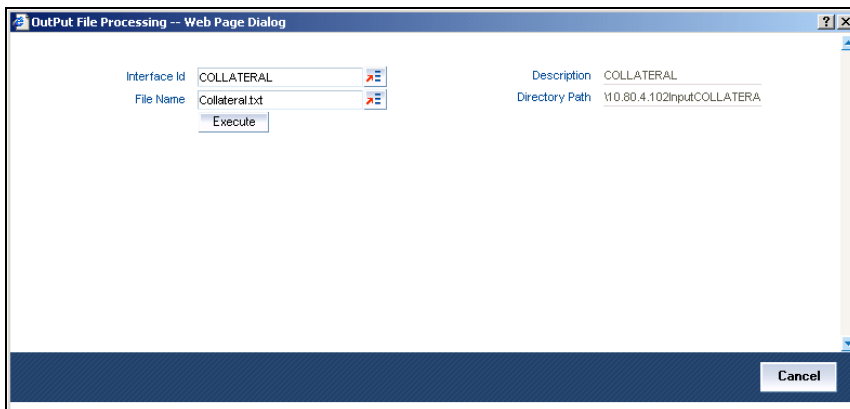 OutPut File Processing -- Web Page Dialog
Interface Id COLLATERAL Description COLLATERAL
File Name Collateral.txt Directory Path \10.80.4.102InputCOLLATERA
Execute
Cancel